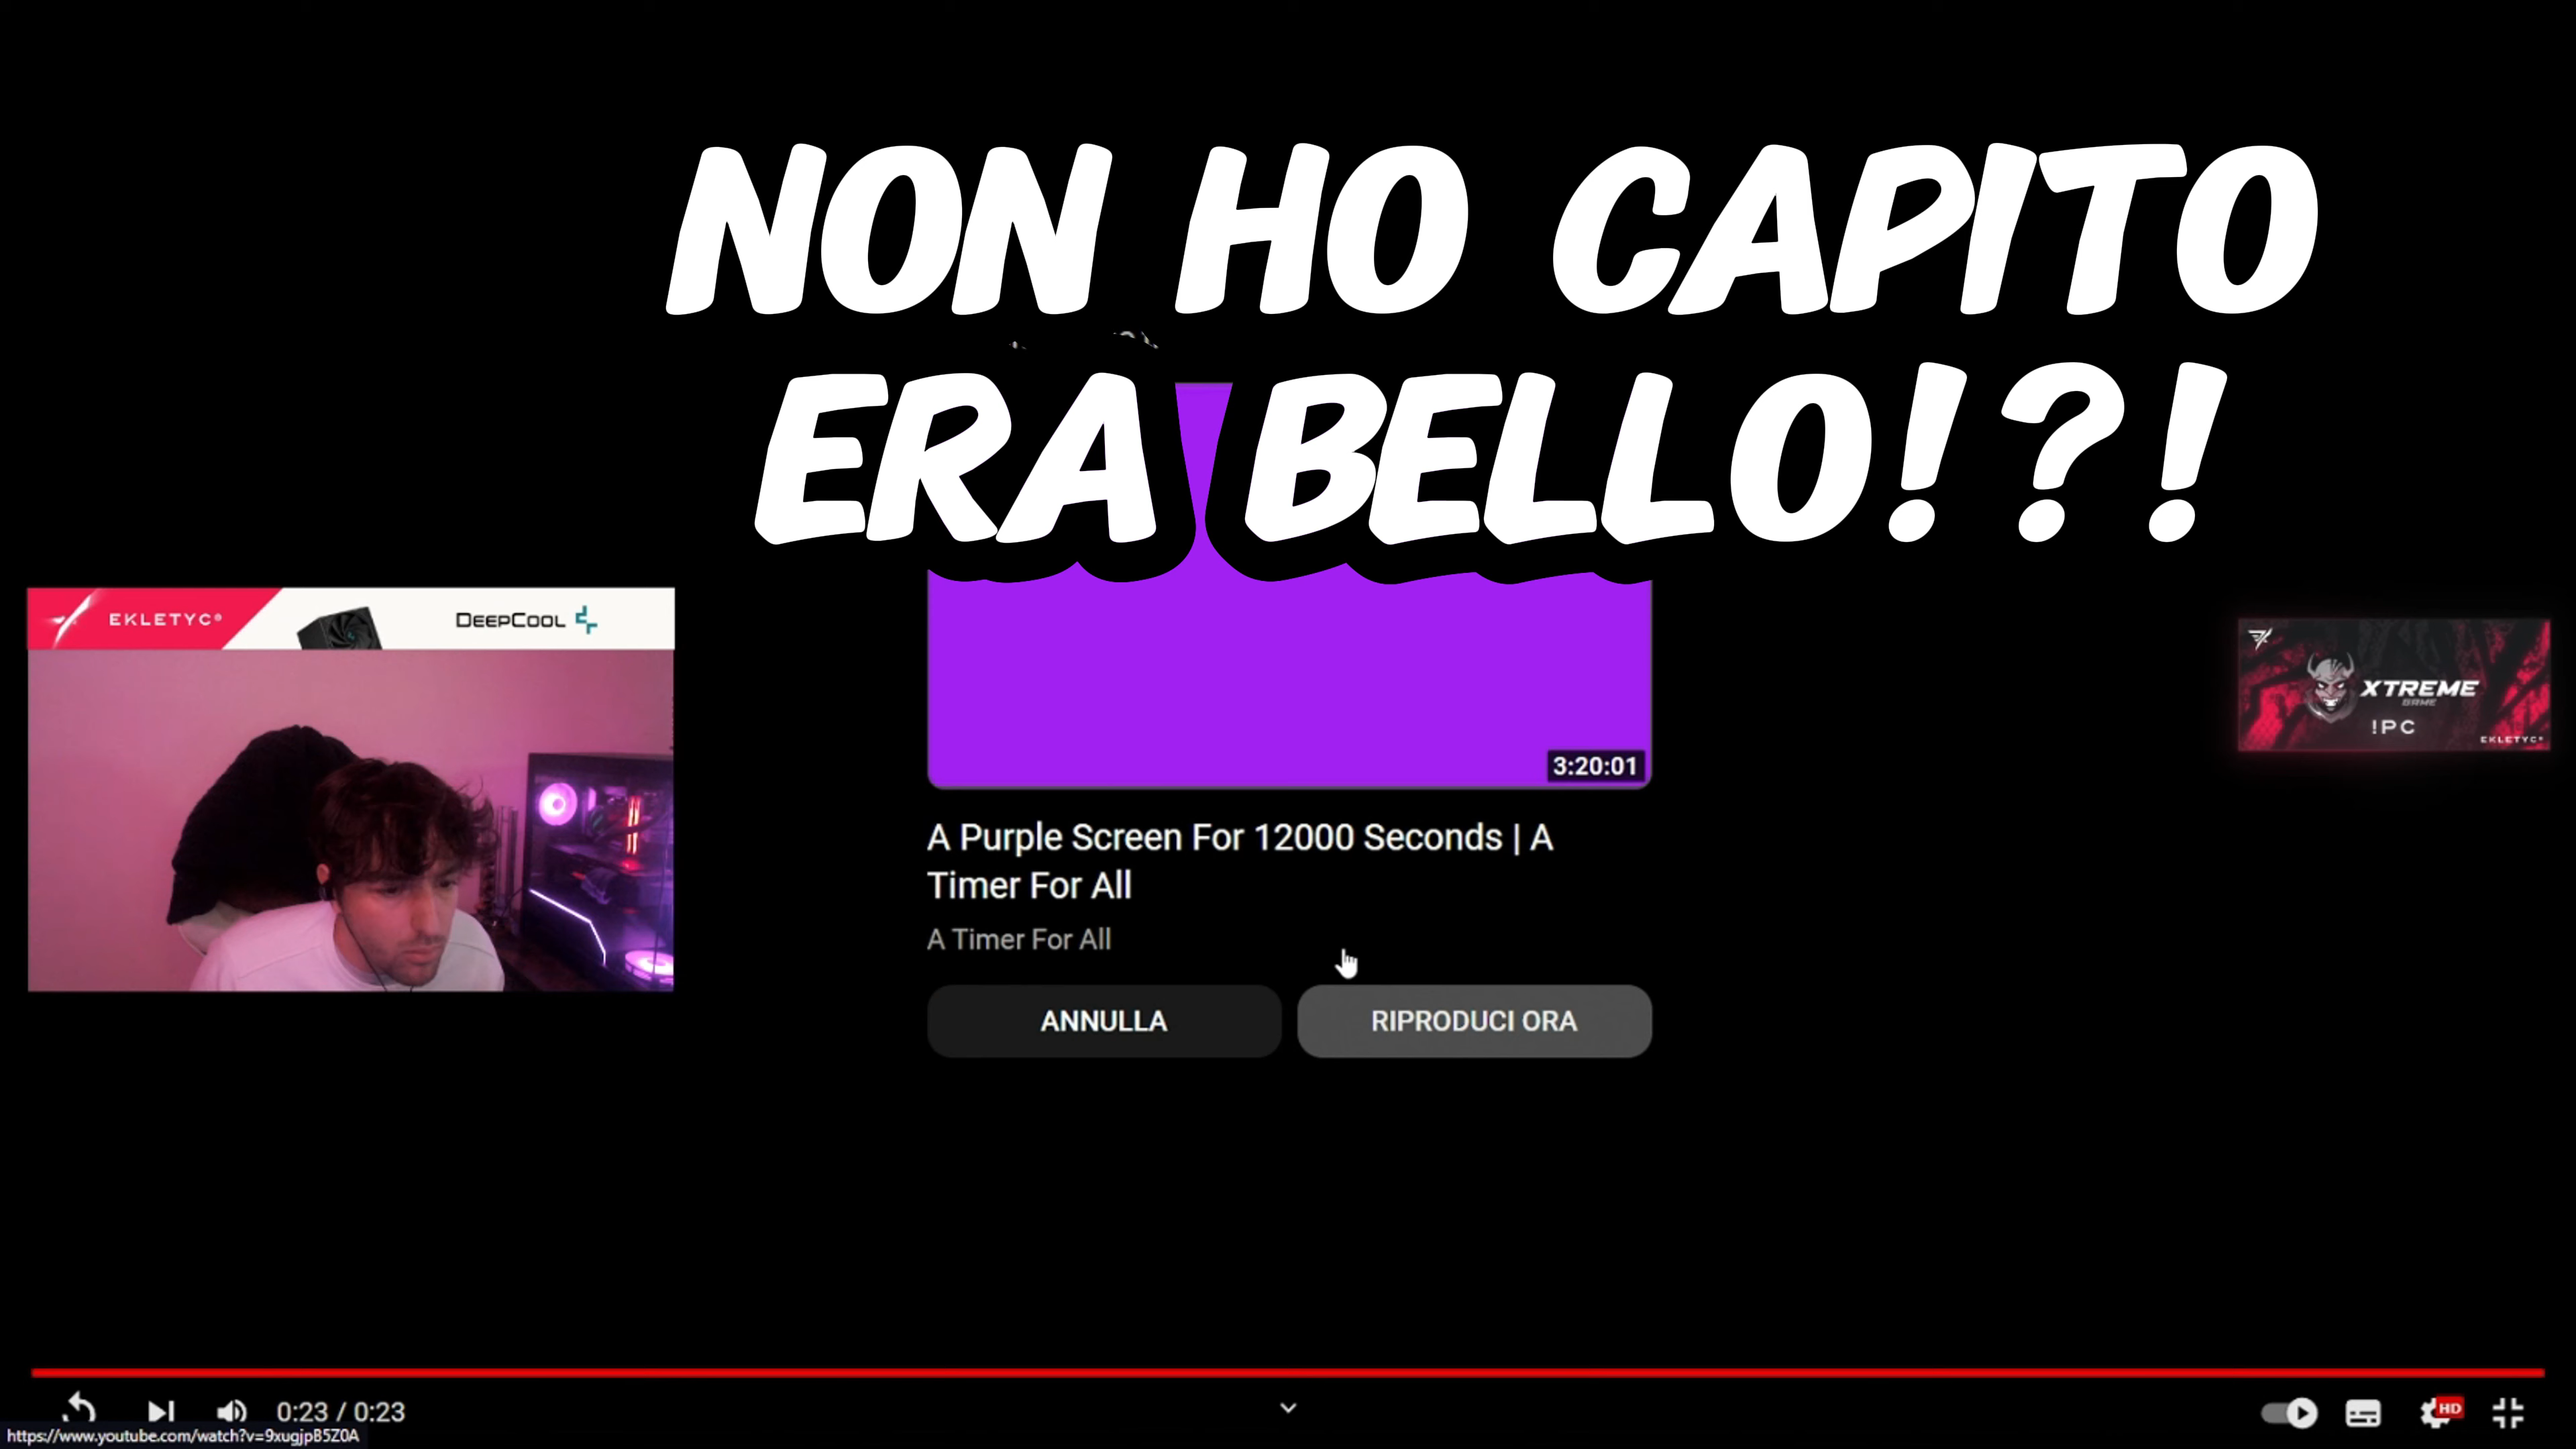 NON HO CAPITO
ERA BELLO!?!
EKLETYC®
DEEPCOOL
XTREME
GAME
!PC
EKLETYC®
3:20:01
A Purple Screen For 12000 Seconds | A
Timer For All
A Timer For All
ANNULLA
RIPRODUCI ORA
0:23 / 0:23
HD
https://www.youtube.com/watch?v=9xugjpB5Z0A